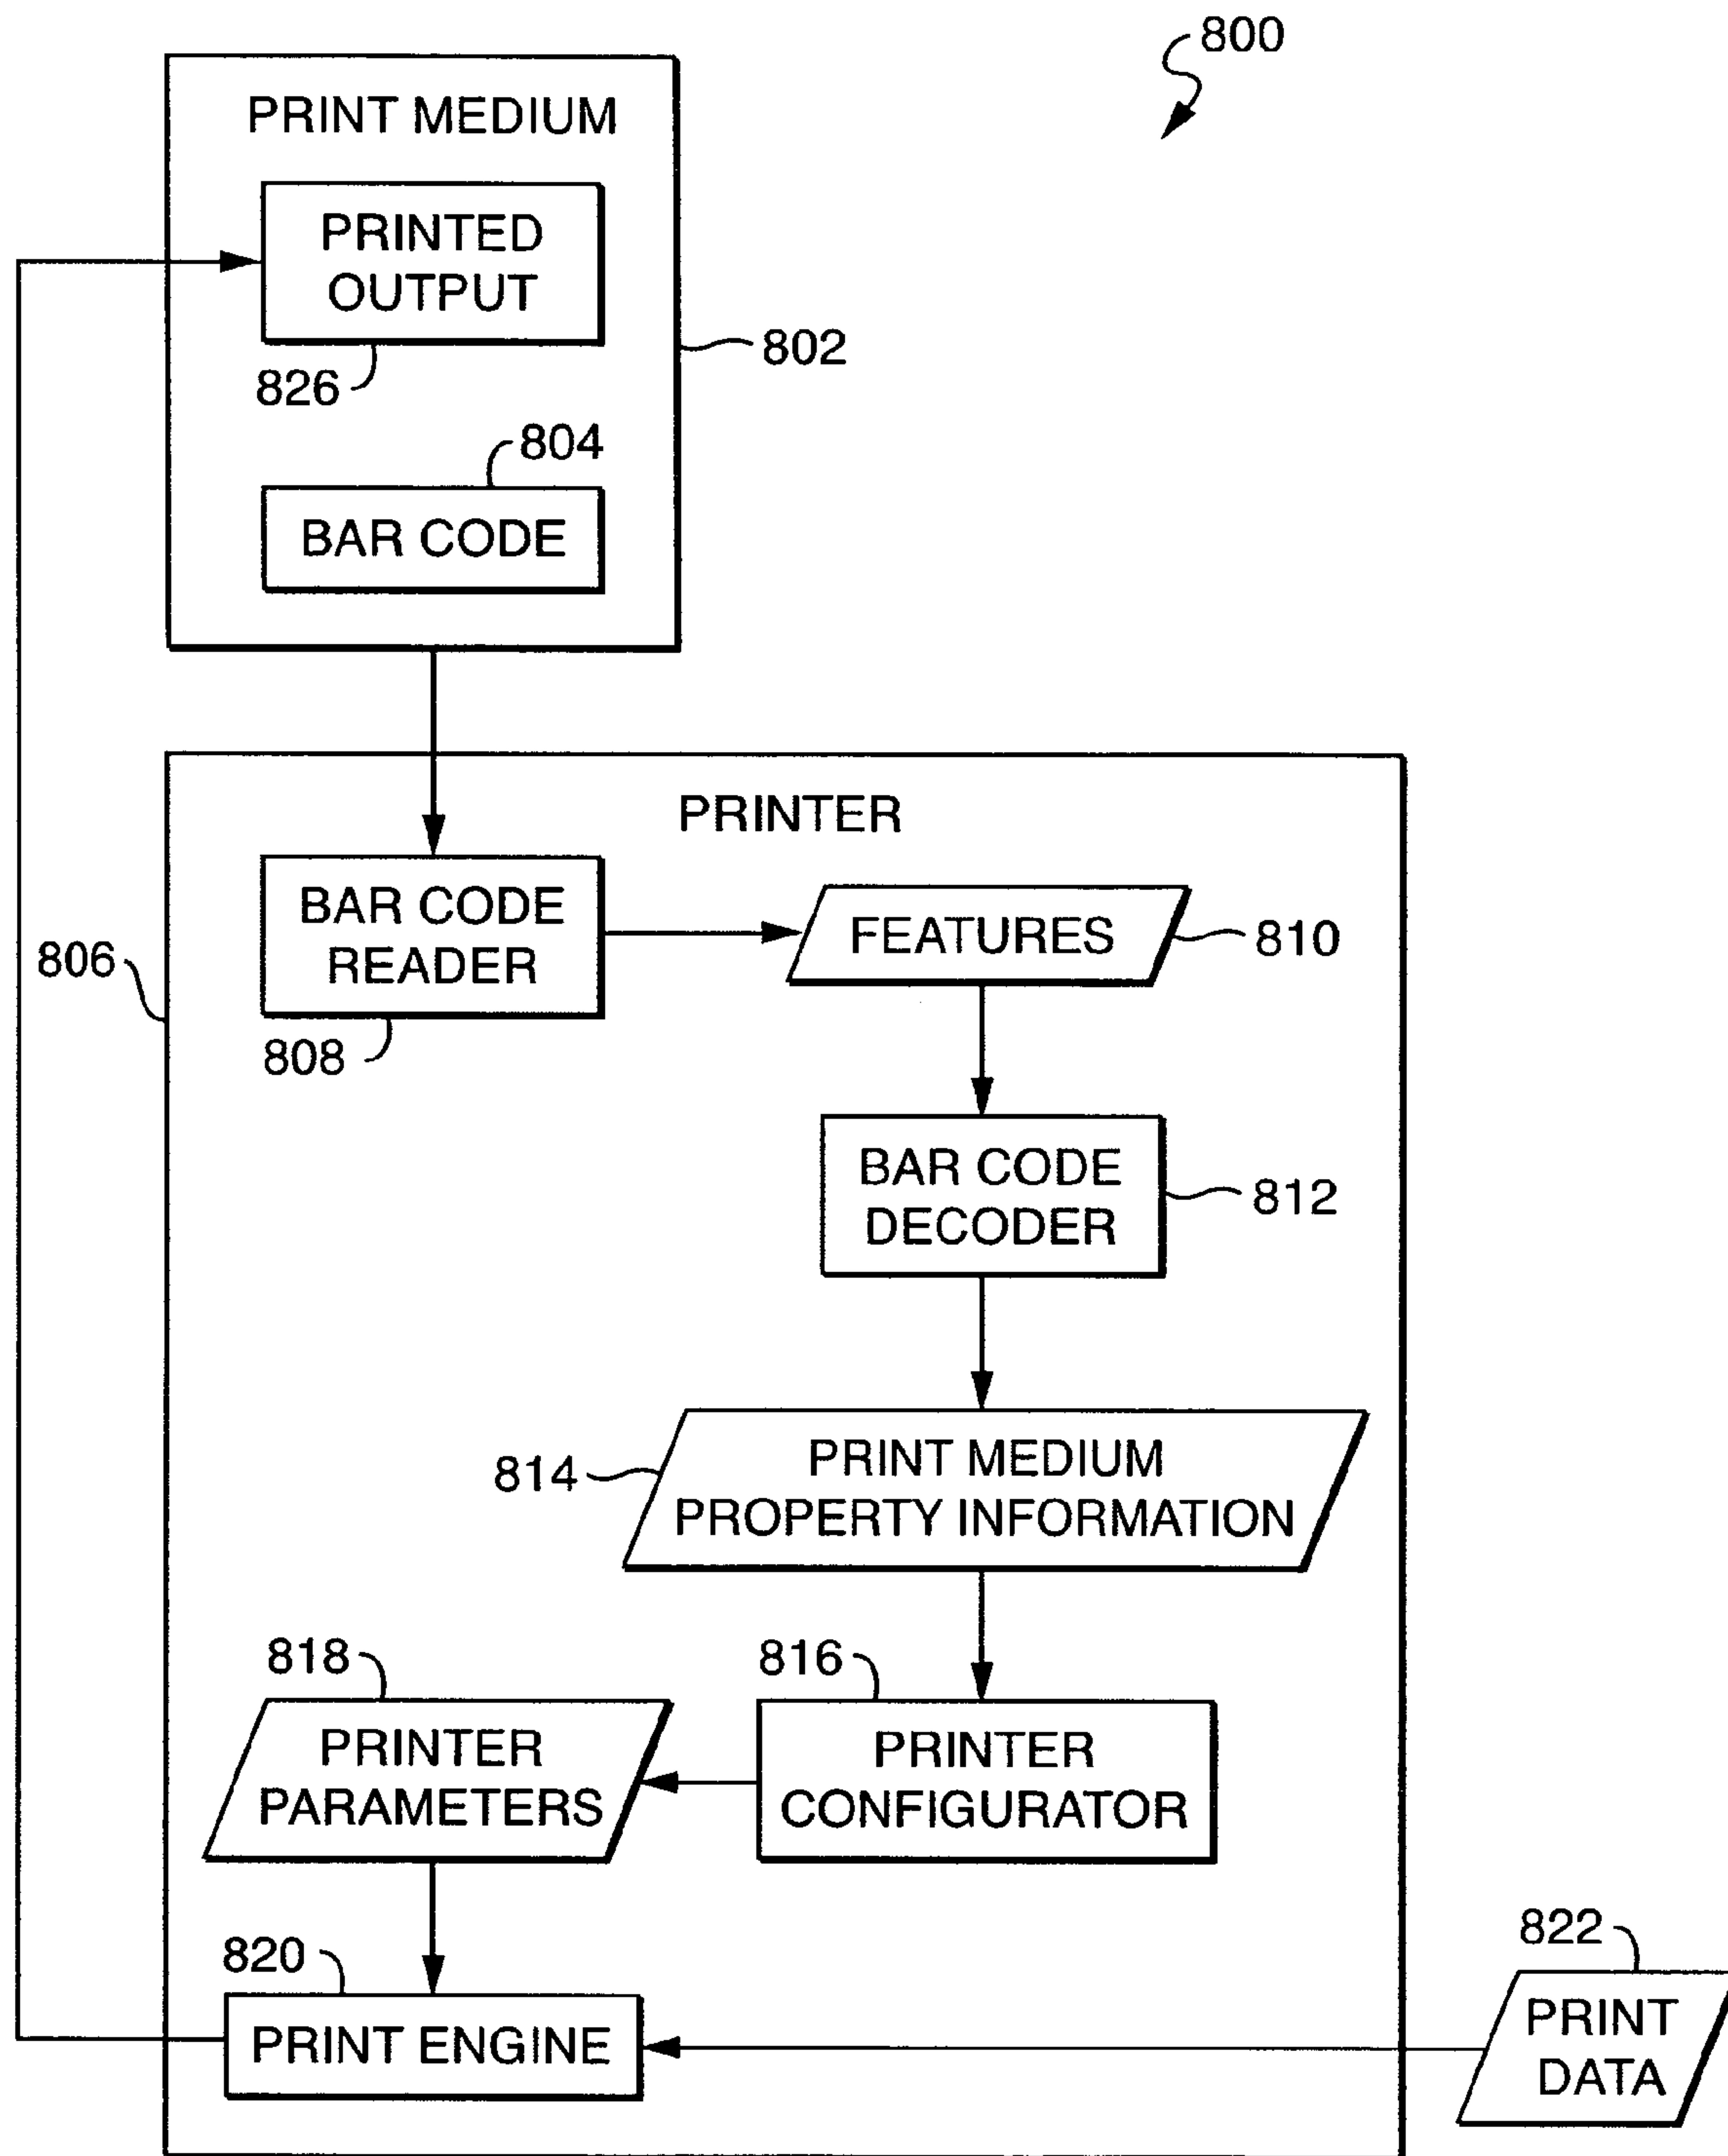 800
PRINT MEDIUM
PRINTED
OUTPUT
802
826
804
BAR CODE
PRINTER
BAR CODE
READER
FEATURES
810
806
808
BAR CODE
DECODER
812
814
PRINT MEDIUM
PROPERTY INFORMATION
818
816
PRINTER
PARAMETERS
PRINTER
CONFIGURATOR
820
822
PRINT ENGINE
PRINT
DATA